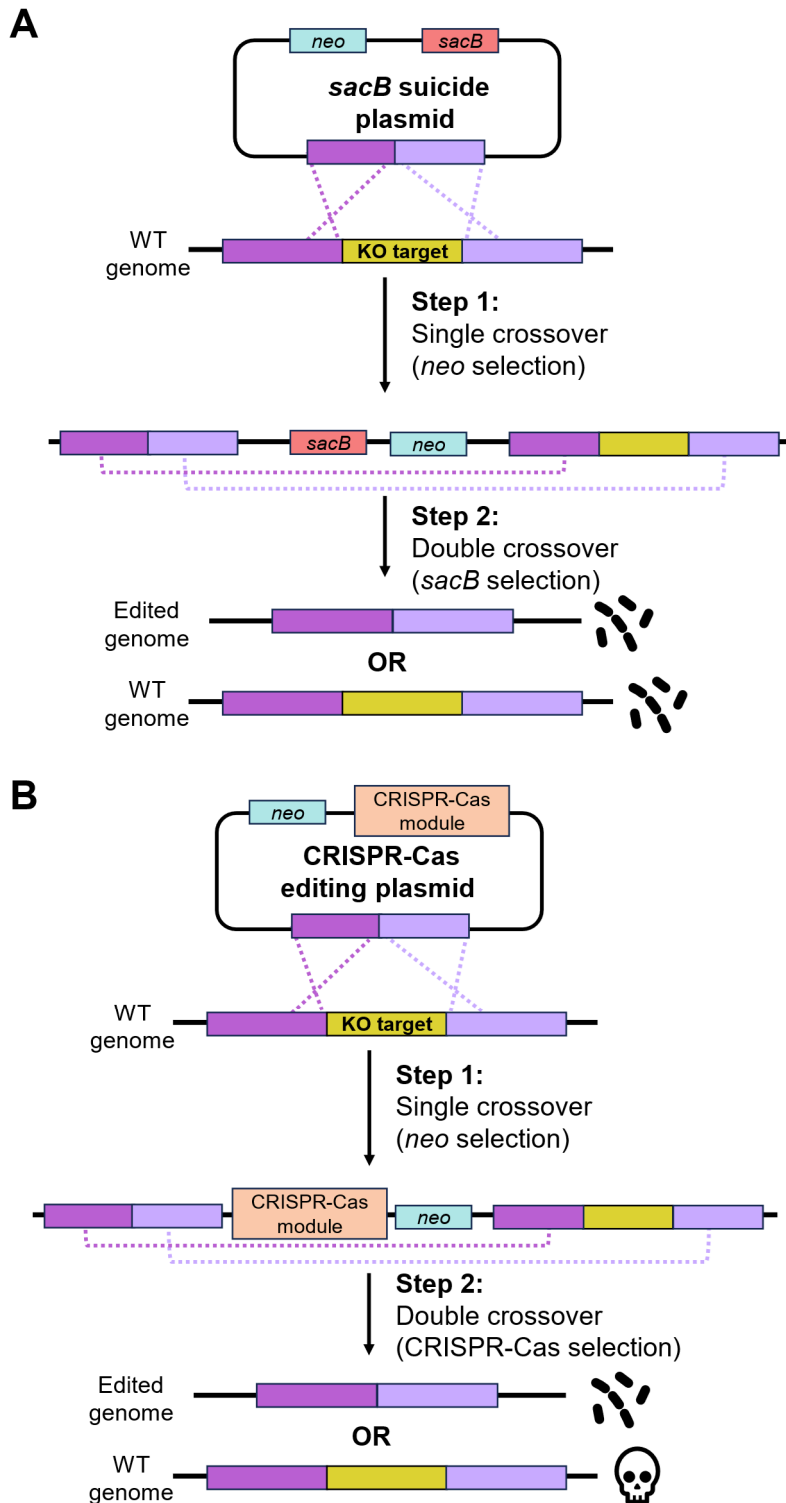 A
neo
sacB
sacB suicide
plasmid
WT
genome
KO target
Step 1:
Single crossover
(neo selection)
sacB
neo
Step 2:
Double crossover
(sacB selection)
Edited
genome
OR
WT
genome
B
neo
CRISPR-Cas
module
CRISPR-Cas
editing plasmid
WT
genome
KO target
Step 1:
Single crossover
(neo selection)
CRISPR-Cas
module
neo
Step 2:
Double crossover
(CRISPR-Cas selection)
Edited
genome
OR
WT
genome